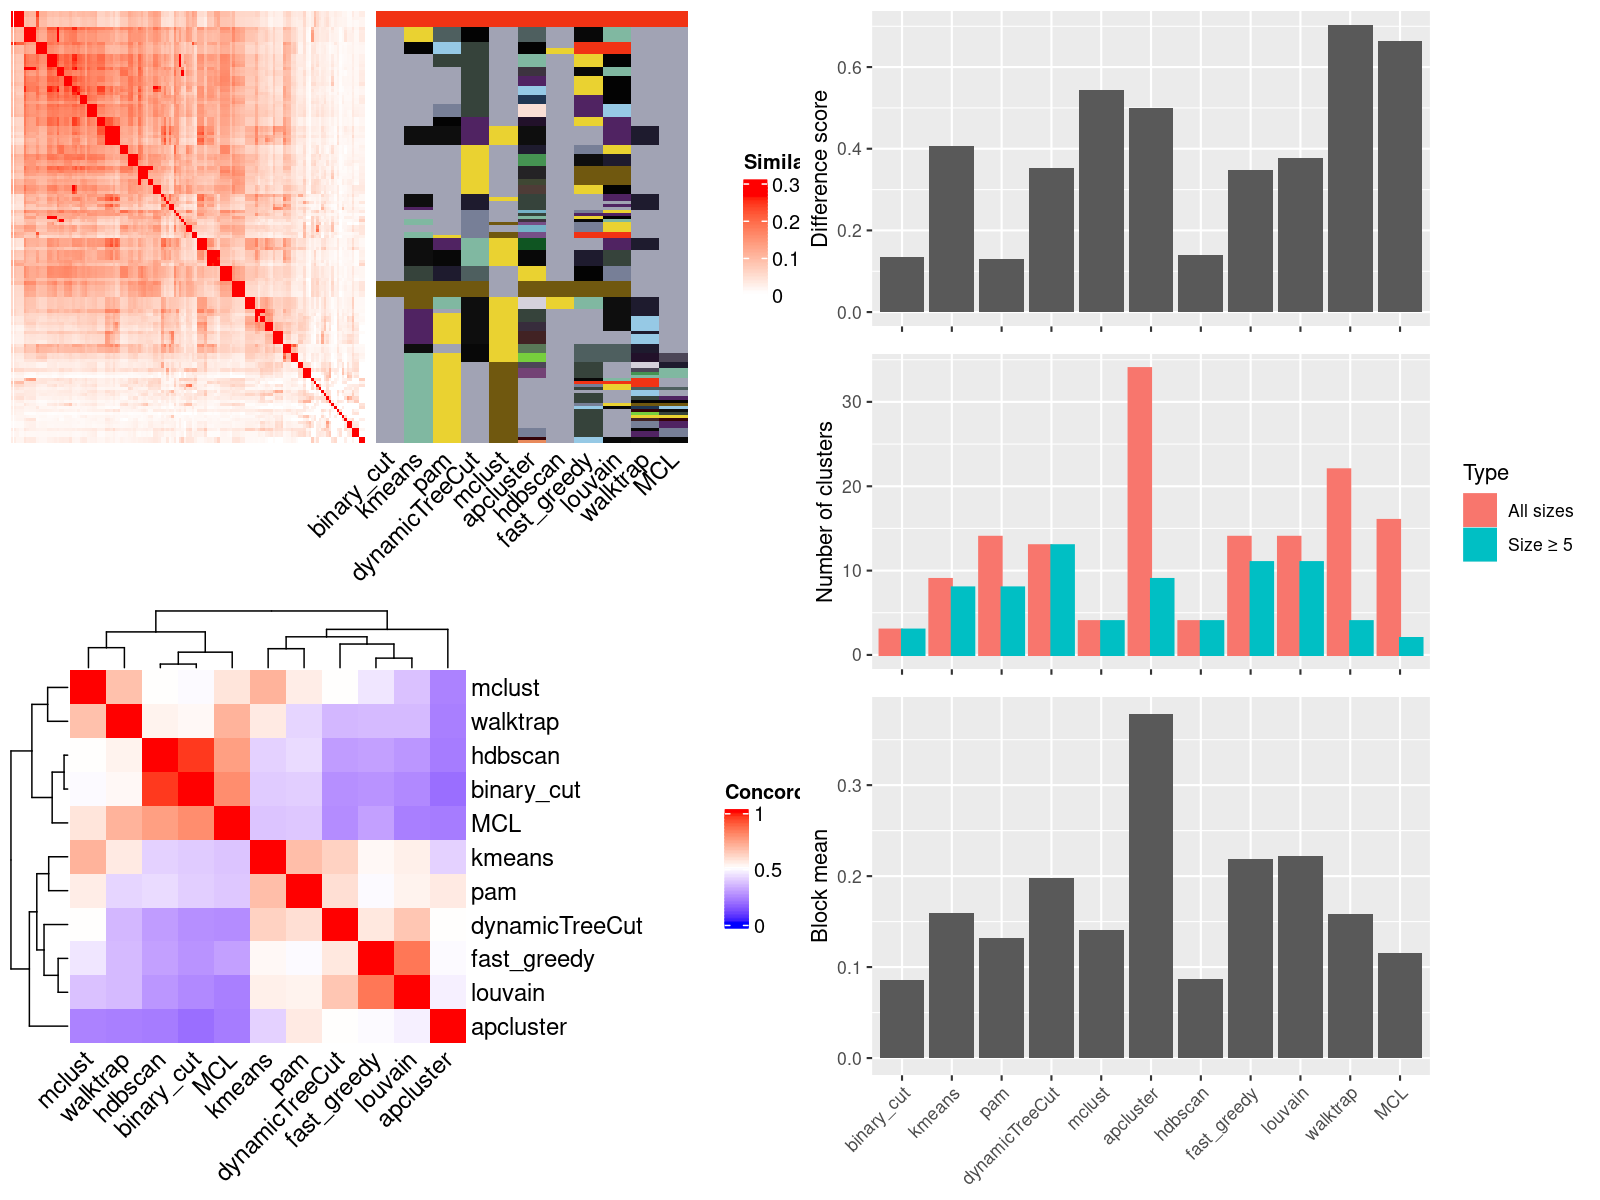 Simila
0.3
0.2
0.1
0
binary_cut
kmeans
pam
dynamicTreeCut
mclust
apcluster
hdbscan
fast_greedy
louvain
walktrap
MCL
mclust
walktrap
hdbscan
binary_cut
MCL
kmeans
pam
dynamicTreeCut
fast_greedy
louvain
apcluster
mclust
walktrap
hdbscan
binary_cut
MCL
kmeans
pam
dynamicTreeCut
fast_greedy
louvain
apcluster
Concord
1
0.5
0
Difference score
0.6
0.4
0.2
0.0
Number of clusters
30
20
10
0
Type
All sizes
Size ≥ 5
Block mean
0.3
0.2
0.1
0.0
binary_cut
kmeans
pam
dynamicTreeCut
mclust
apcluster
hdbscan
fast_greedy
louvain
walktrap
MCL